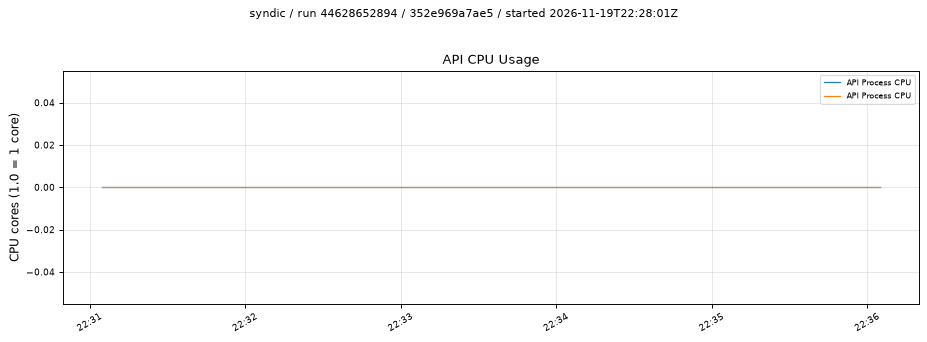 syndic / run 44628652894 / 352e969a7ae5 / started 2026-11-19T22:28:01Z
API CPU Usage
API Process CPU
API Process CPU
CPU cores (1.0 = 1 core)
0.04
0.02
0.00
−0.02
−0.04
22:31
22:32
22:33
22:34
22:35
22:36